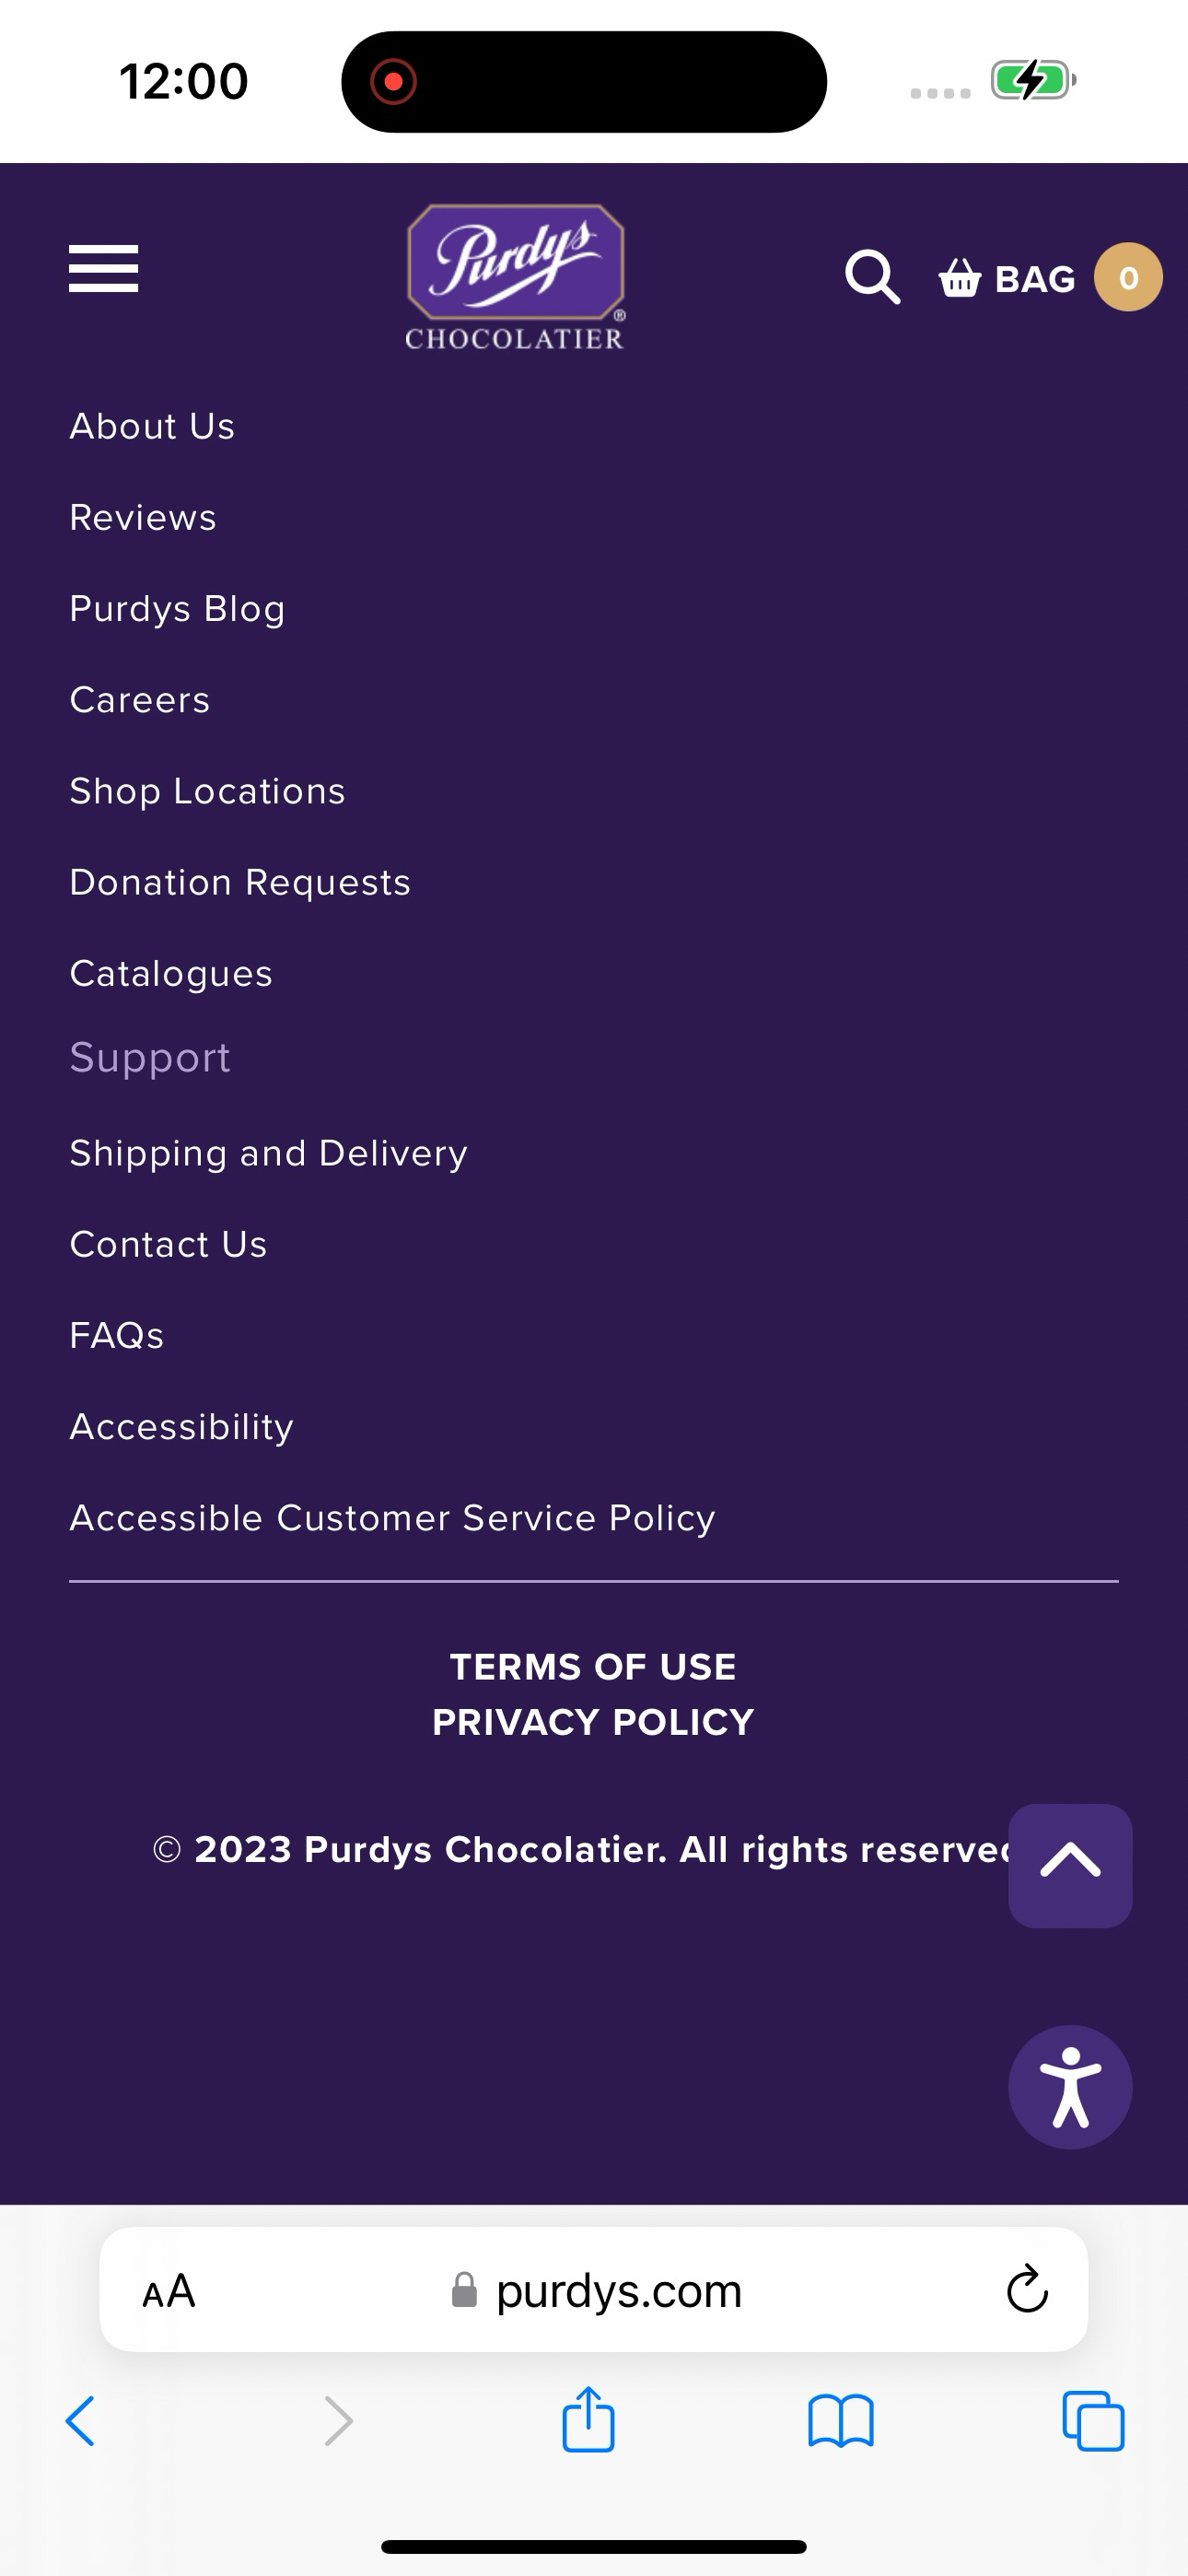 12:00
Purdys
®
CHOCOLATIER
BAG 0
About Us
Reviews
Purdys Blog
Careers
Shop Locations
Donation Requests
Catalogues
Support
Shipping and Delivery
Contact Us
FAQs
Accessibility
Accessible Customer Service Policy
TERMS OF USE
PRIVACY POLICY
© 2023 Purdys Chocolatier. All rights reserved
AA purdys.com